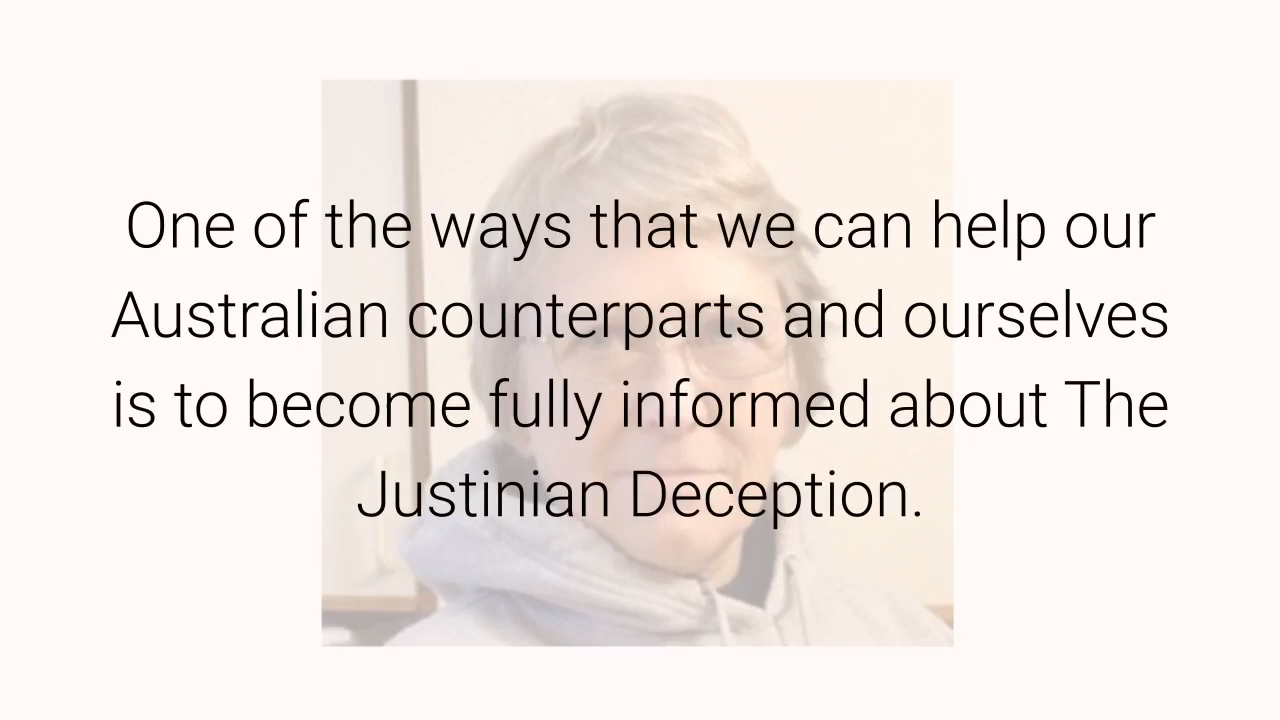 One of the ways that we can help our
Australian counterparts and ourselves
is to become fully informed about The
Justinian Deception.